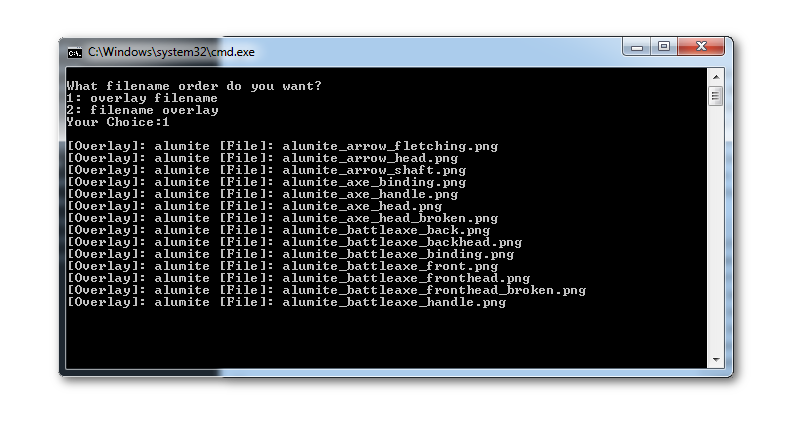 C:\Windows\system32\cmd.exe
What filename order do you want?
1: overlay filename
2: filename overlay
Your Choice:1
[Overlay]: alumite [File]: alumite_arrow_fletching.png
[Overlay]: alumite [File]: alumite_arrow_head.png
[Overlay]: alumite [File]: alumite_arrow_shaft.png
[Overlay]: alumite [File]: alumite_axe_binding.png
[Overlay]: alumite [File]: alumite_axe_handle.png
[Overlay]: alumite [File]: alumite_axe_head.png
[Overlay]: alumite [File]: alumite_axe_head_broken.png
[Overlay]: alumite [File]: alumite_battleaxe_back.png
[Overlay]: alumite [File]: alumite_battleaxe_backhead.png
[Overlay]: alumite [File]: alumite_battleaxe_binding.png
[Overlay]: alumite [File]: alumite_battleaxe_front.png
[Overlay]: alumite [File]: alumite_battleaxe_fronthead.png
[Overlay]: alumite [File]: alumite_battleaxe_fronthead_broken.png
[Overlay]: alumite [File]: alumite_battleaxe_handle.png